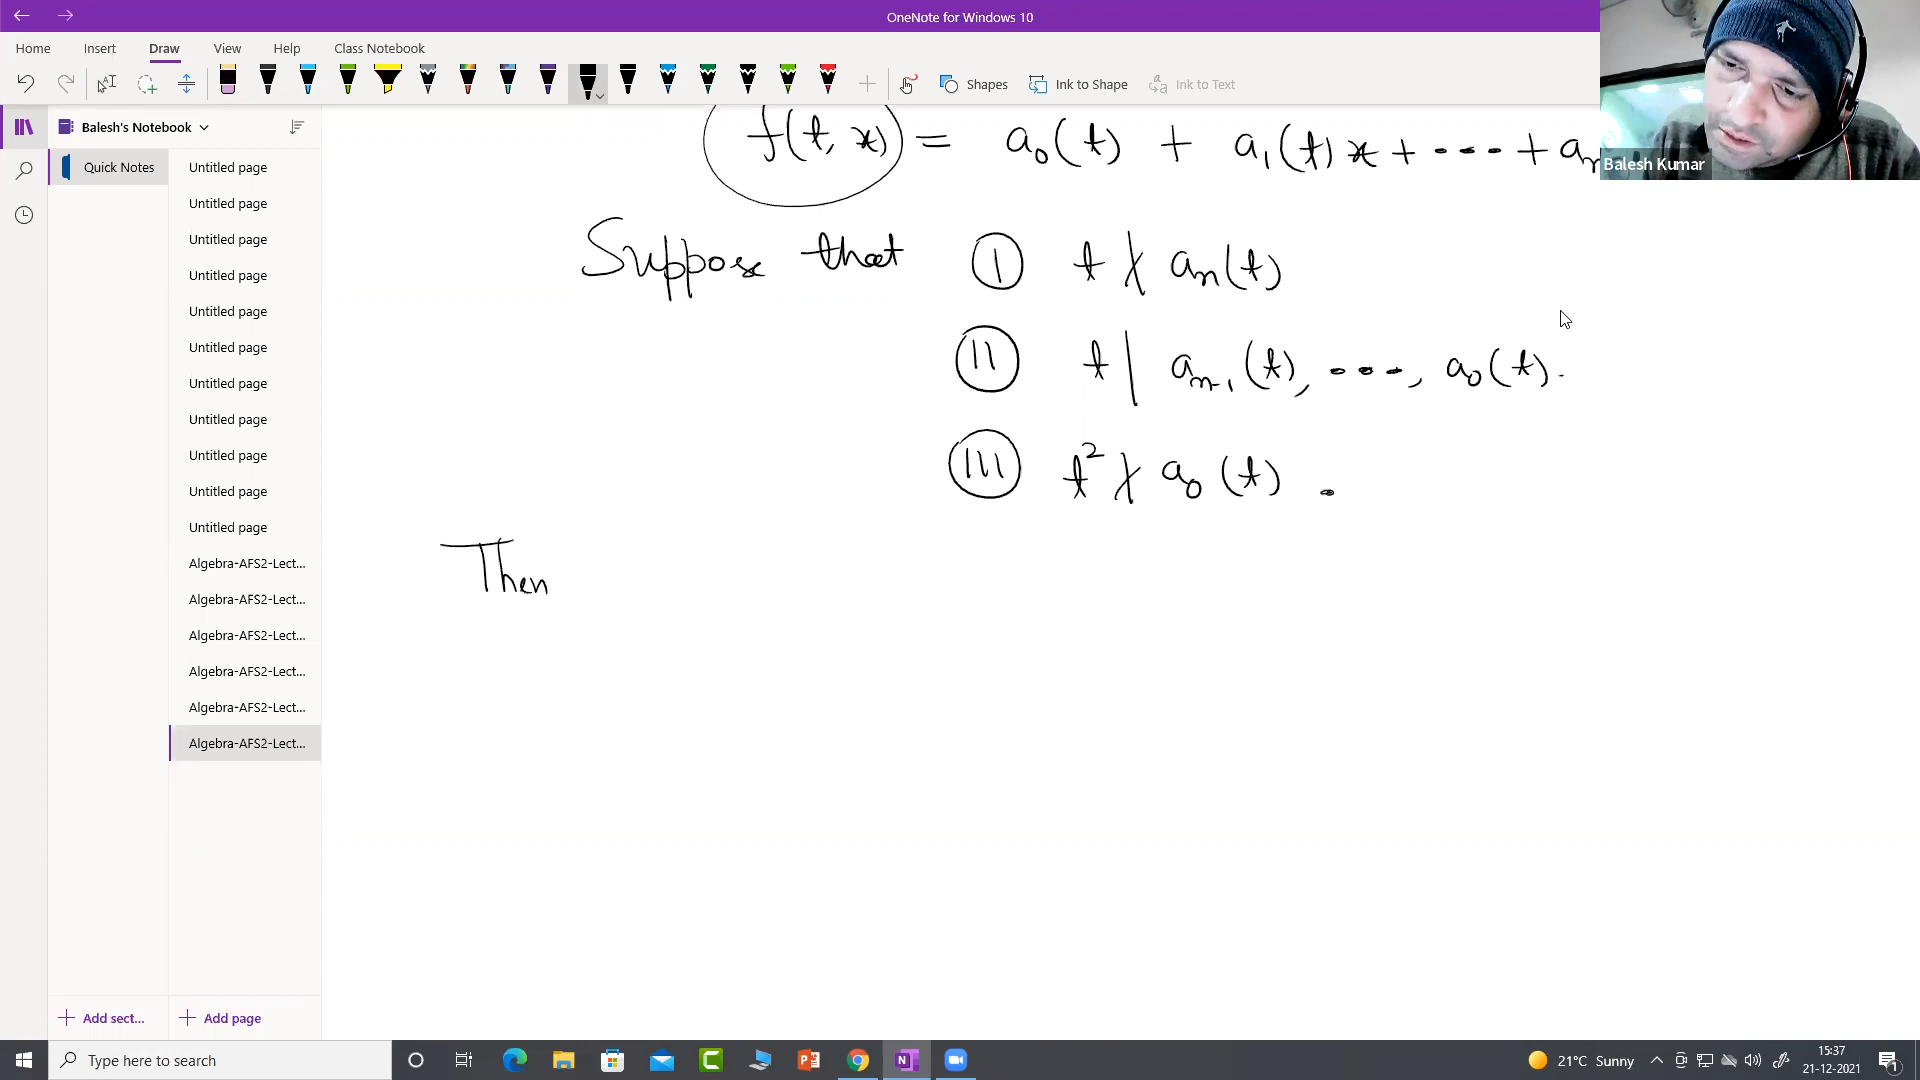 OneNote for Windows 10
Home Insert Draw View Help Class Notebook
Shapes Ink to Shape Ink to Text
Balesh's Notebook
Quick Notes
Untitled page
Untitled page
Untitled page
Untitled page
Untitled page
Untitled page
Untitled page
Untitled page
Untitled page
Untitled page
Untitled page
Algebra-AFS2-Lect...
Algebra-AFS2-Lect...
Algebra-AFS2-Lect...
Algebra-AFS2-Lect...
Algebra-AFS2-Lect...
Algebra-AFS2-Lect...
Add sect... Add page
f(t, x) = a₀(t) + a₁(t)x + ... + aₙ
Balesh Kumar
Suppose that (I) t ∤ aₙ(t)
(II) t | aₙ₋₁(t), ..., a₀(t).
(III) t² ∤ a₀(t).
Then
Type here to search
21°C Sunny
15:37
21-12-2021
1